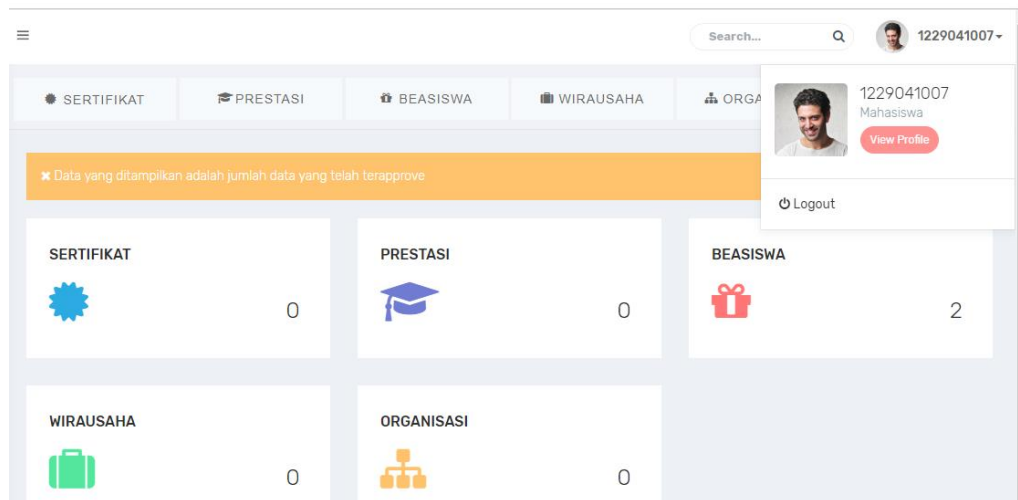 Search...
1229041007
SERTIFIKAT
PRESTASI
BEASISWA
WIRAUSAHA
ORGA
1229041007
Mahasiswa
View Profile
Logout
Data yang ditampilkan adalah jumlah data yang telah terapprove
SERTIFIKAT
0
PRESTASI
0
BEASISWA
2
WIRAUSAHA
0
ORGANISASI
0